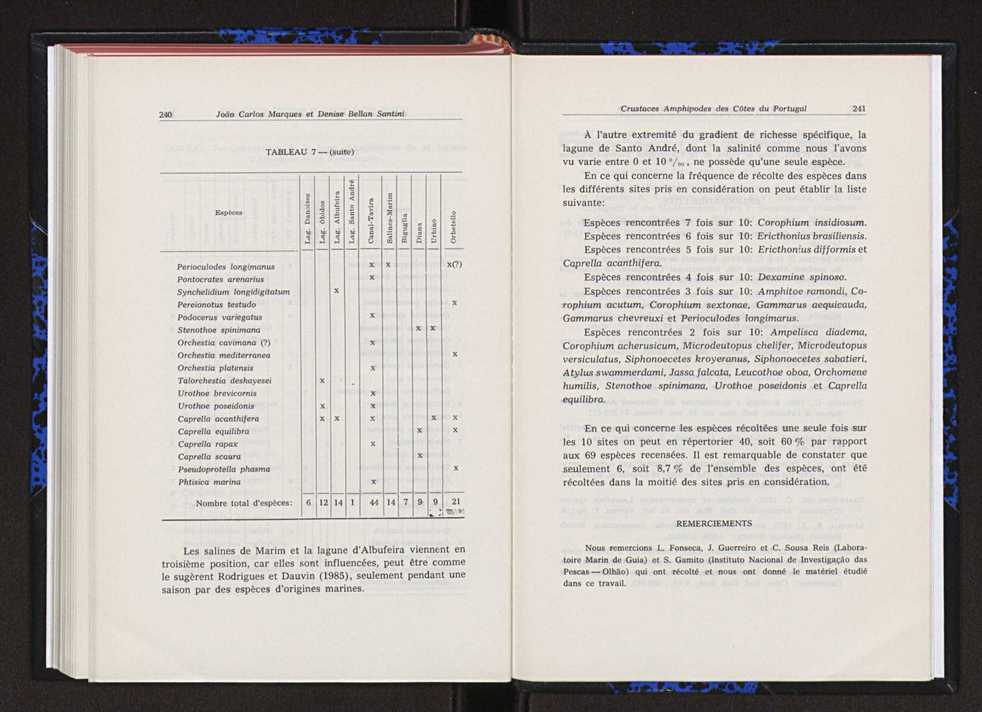 240 João Carlos Marques et Denise Bellan Santini
TABLEAU 7 — (suite)
Espèces Lag. Danoises Lag. Óbidos Lag. Albufeira Lag. Santo André Canal-Tavira Salines-Marim Biguglia Diana Urbino Orbetello
Perioculodes longimanus x x x(?)
Pontocrates arenarius x
Synchelidium longidigitatum x
Pereionotus testudo x
Podocerus variegatus x
Stenothoe spinimana x x
Orchestia cavimana (?) x
Orchestia mediterranea x
Orchestia platensis x
Talorchestia deshayesei x
Urothoe brevicornis x
Urothoe poseidonis x x
Caprella acanthifera x x x x x
Caprella equilibra x x
Caprella rapax x
Caprella scaura x
Pseudoprotella phasma x
Phtisica marina x
Nombre total d'espèces: 6 12 14 1 44 14 7 9 9 21
Les salines de Marim et la lagune d'Albufeira viennent en
troisième position, car elles sont influencées, peut être comme
le sugèrent Rodrigues et Dauvin (1985), seulement pendant une
saison par des espèces d'origines marines.
Crustaces Amphipodes des Côtes du Portugal 241
À l'autre extremité du gradient de richesse spécifique, la
lagune de Santo André, dont la salinité comme nous l'avons
vu varie entre 0 et 10 ⁰/₀₀, ne possède qu'une seule espèce.
En ce qui concerne la fréquence de récolte des espèces dans
les différents sites pris en considération on peut établir la liste
suivante:
Espèces rencontrées 7 fois sur 10: Corophium insidiosum.
Espèces rencontrées 6 fois sur 10: Ericthonius brasiliensis.
Espèces rencontrées 5 fois sur 10: Ericthonius difformis et
Caprella acanthifera.
Espèces rencontrées 4 fois sur 10: Dexamine spinosa.
Espèces rencontrées 3 fois sur 10: Amphitoe ramondi, Co-
rophium acutum, Corophium sextonae, Gammarus aequicauda,
Gammarus chevreuxi et Perioculodes longimarus.
Espèces rencontrées 2 fois sur 10: Ampelisca diadema,
Corophium acherusicum, Microdeutopus chelifer, Microdeutopus
versiculatus, Siphonoecetes kroyeranus, Siphonoecetes sabatieri,
Atylus swammerdami, Jassa falcata, Leucothoe oboa, Orchomene
humilis, Stenothoe spinimana, Urothoe poseidonis et Caprella
equilibra.
En ce qui concerne les espèces récoltées une seule fois sur
les 10 sites on peut en répertorier 40, soit 60 % par rapport
aux 69 espèces recensées. Il est remarquable de constater que
seulement 6, soit 8,7 % de l'ensemble des espèces, ont été
récoltées dans la moitié des sites pris en considération.
REMERCIEMENTS
Nous remercions L. Fonseca, J. Guerreiro et C. Sousa Reis (Labora-
toire Marin de Guia) et S. Gamito (Instituto Nacional de Investigação das
Pescas — Olhão) qui ont récolté et nous ont donné le matériel étudié
dans ce travail.